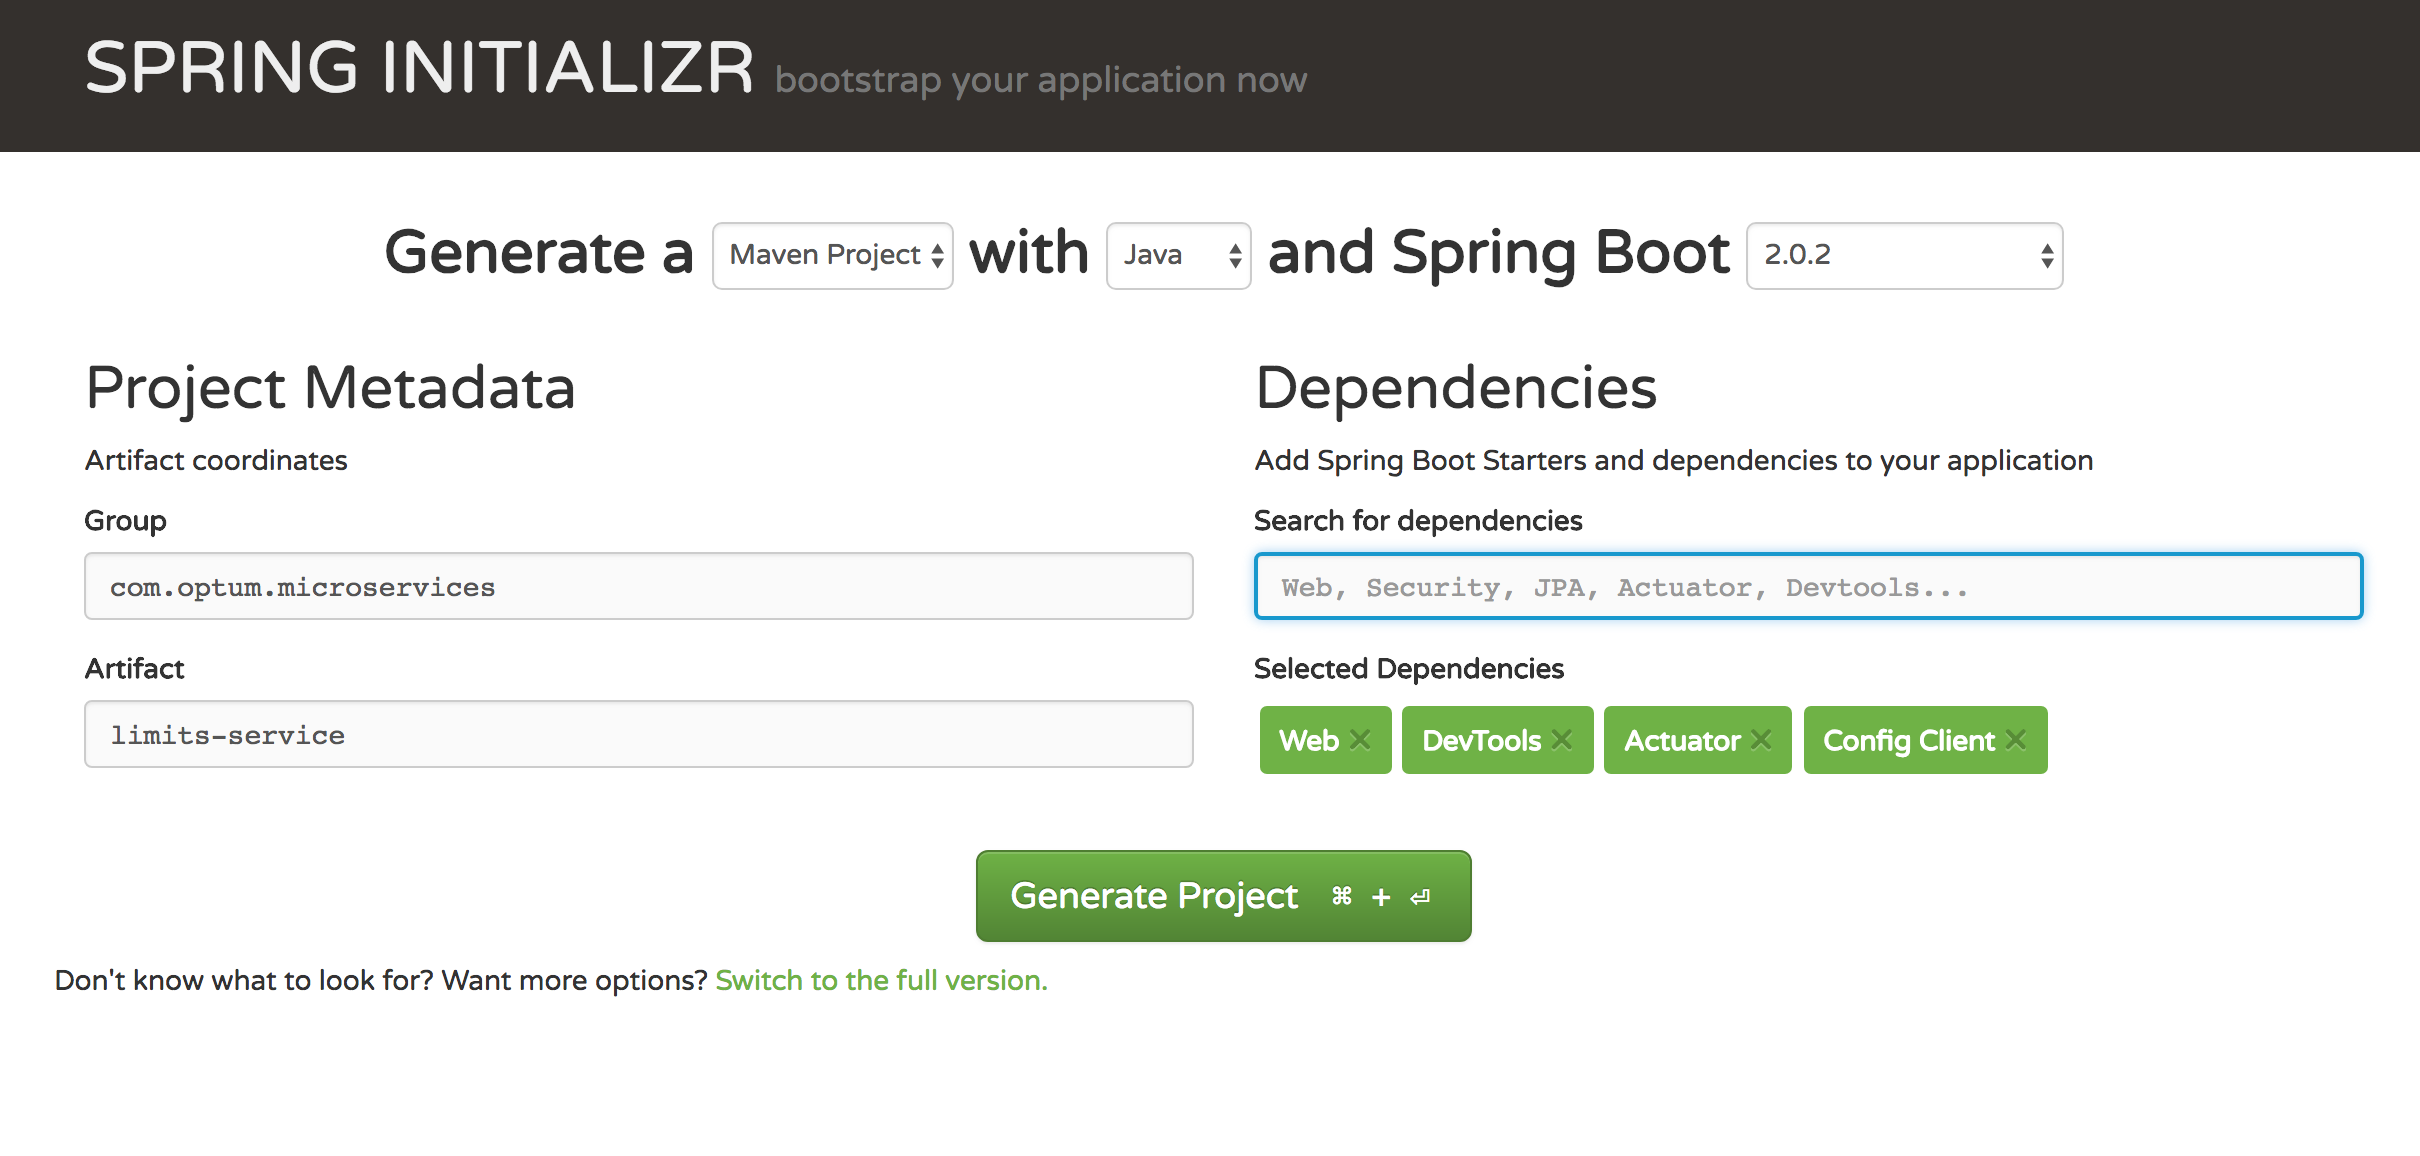 SPRING INITIALIZR bootstrap your application now
Generate a Maven Project with Java and Spring Boot 2.0.2
Project Metadata
Artifact coordinates
Group
com.optum.microservices
Artifact
limits-service
Dependencies
Add Spring Boot Starters and dependencies to your application
Search for dependencies
Web, Security, JPA, Actuator, Devtools...
Selected Dependencies
Web × DevTools × Actuator × Config Client ×
Generate Project ⌘ + ⏎
Don't know what to look for? Want more options? Switch to the full version.